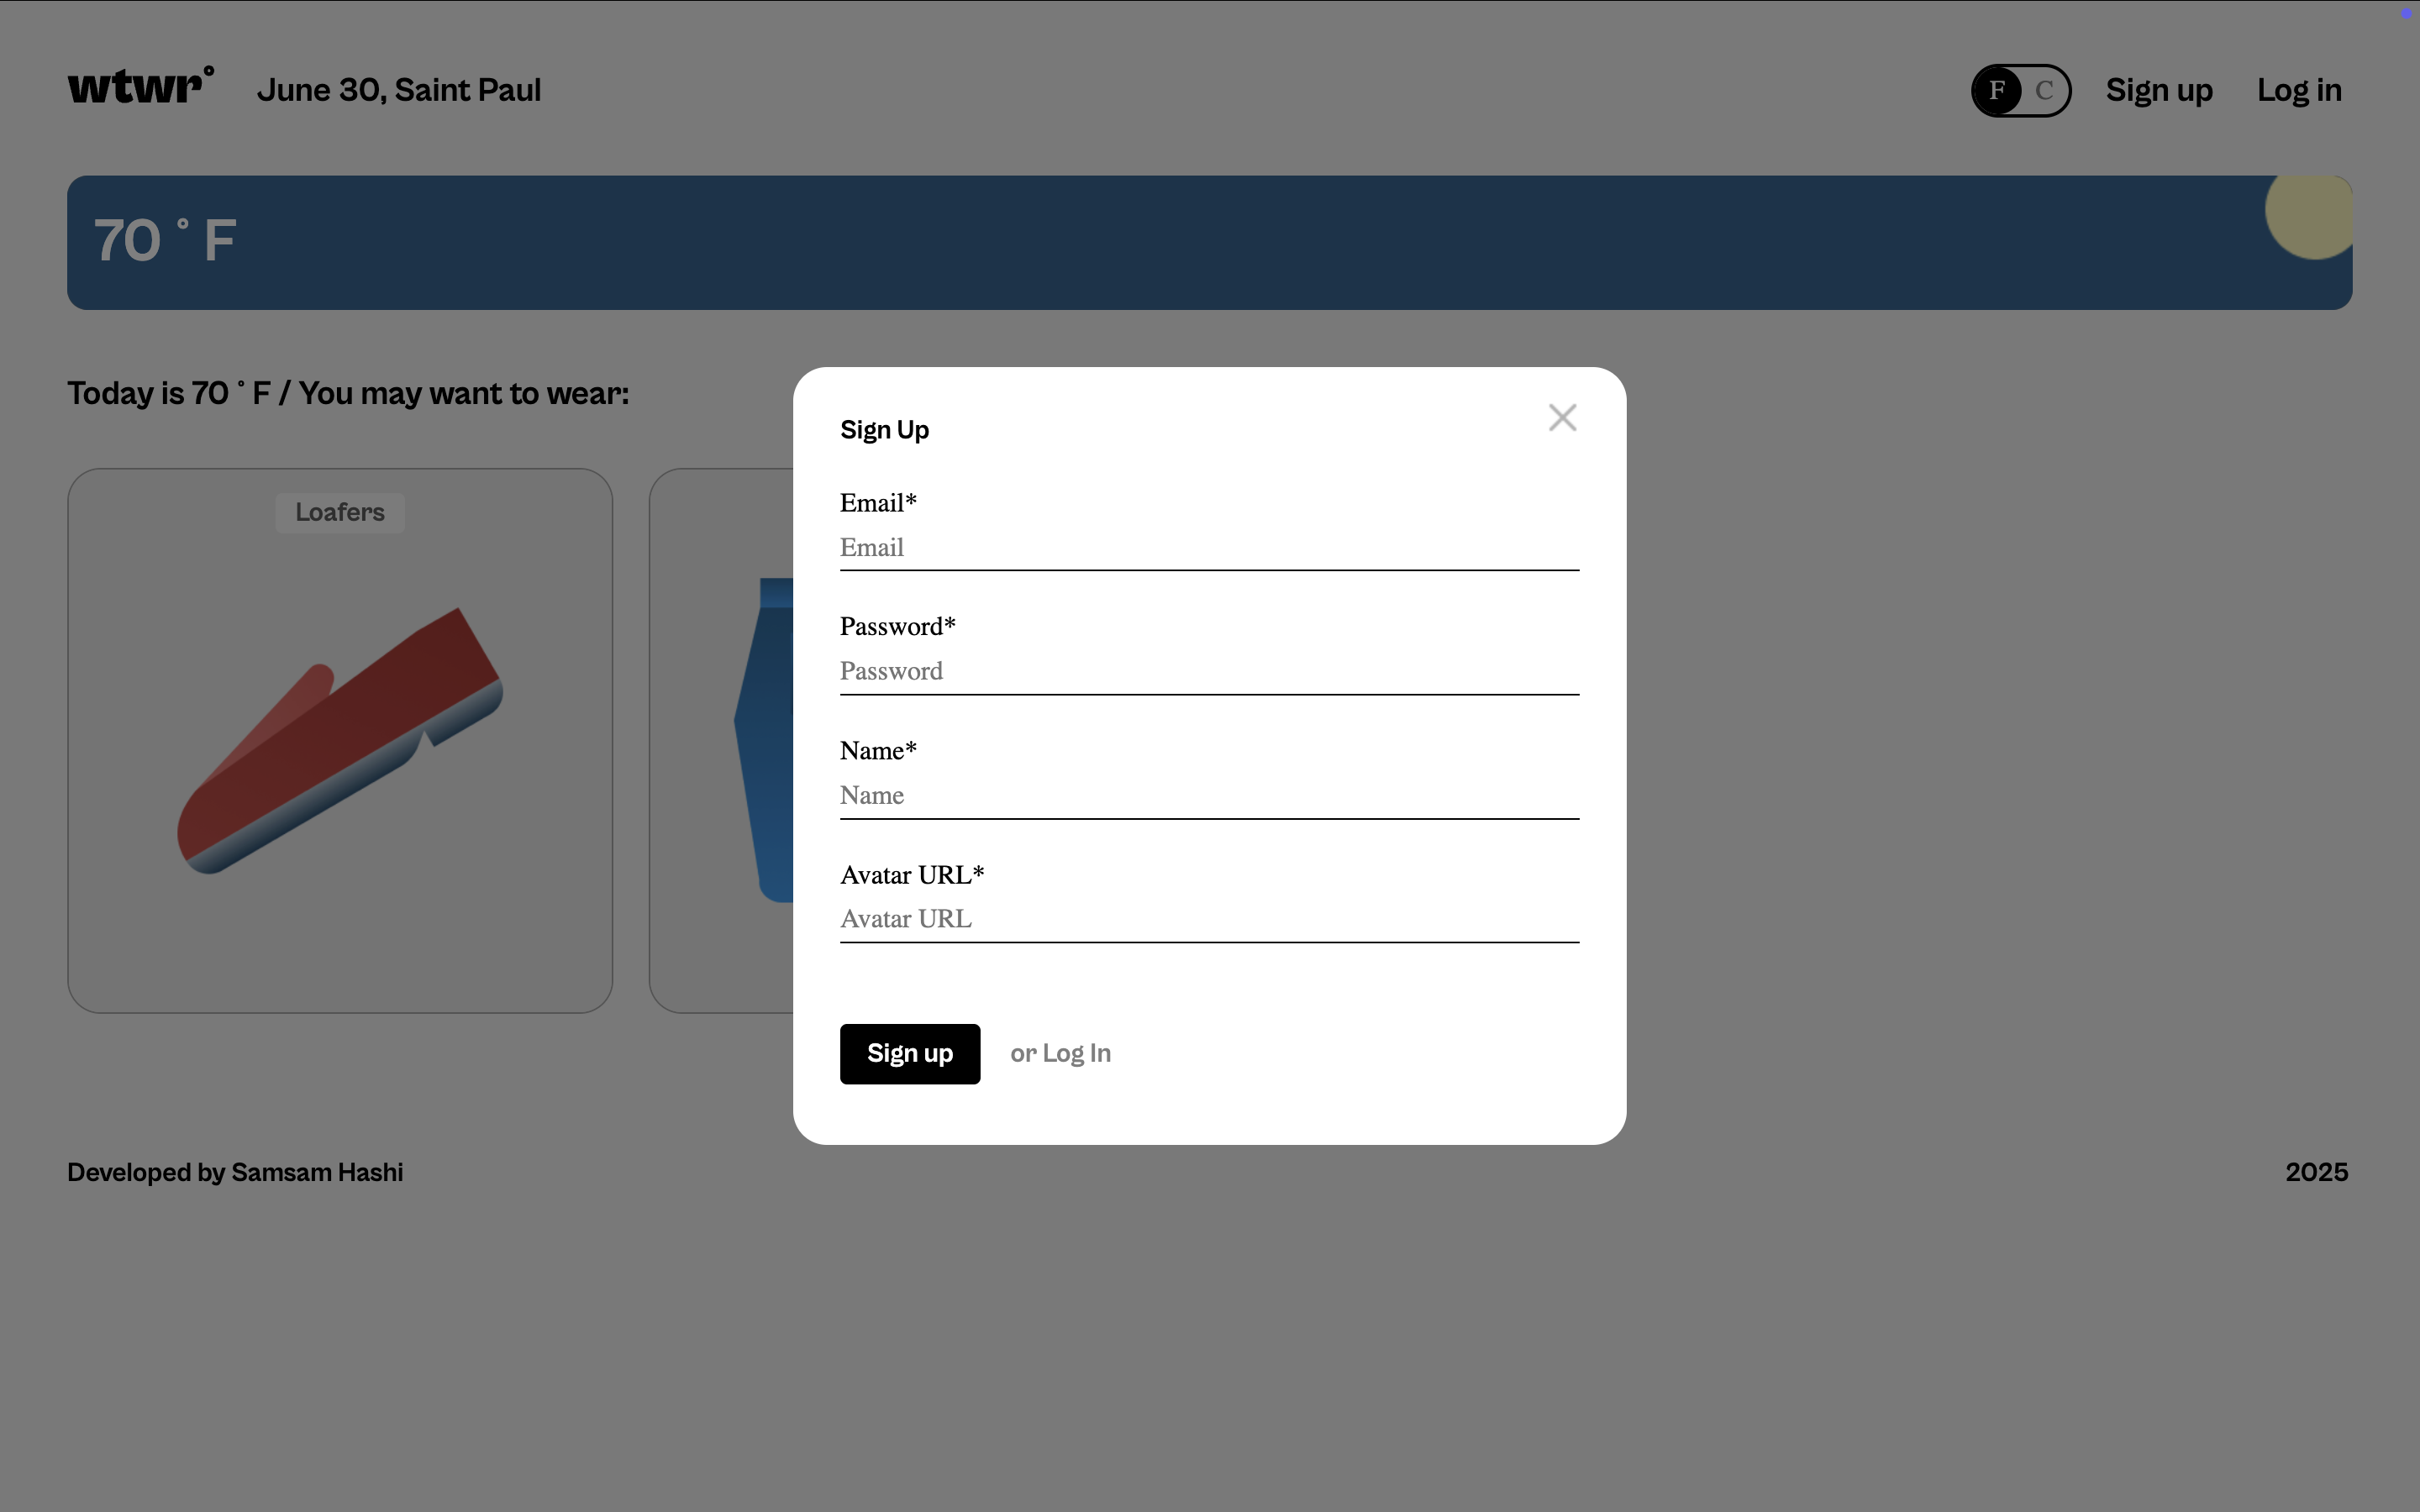 wtwr°
June 30, Saint Paul
F C
Sign up
Log in
70 ° F
Today is 70 ° F / You may want to wear:
Loafers
Sign Up
Email*
Email
Password*
Password
Name*
Name
Avatar URL*
Avatar URL
Sign up
or Log In
Developed by Samsam Hashi
2025